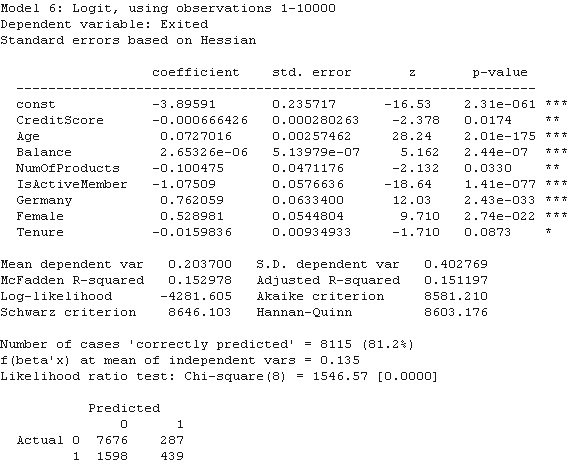 Model 6: Logit, using observations 1-10000
Dependent variable: Exited
Standard errors based on Hessian
coefficient std. error z p-value
---------------------------------------------------------------
const -3.89591 0.235717 -16.53 2.31e-061 ***
CreditScore -0.000666426 0.000280263 -2.378 0.0174 **
Age 0.0727016 0.00257462 28.24 2.01e-175 ***
Balance 2.65326e-06 5.13979e-07 5.162 2.44e-07 ***
NumOfProducts -0.100475 0.0471176 -2.132 0.0330 **
IsActiveMember -1.07509 0.0576636 -18.64 1.41e-077 ***
Germany 0.762059 0.0633400 12.03 2.43e-033 ***
Female 0.528981 0.0544804 9.710 2.74e-022 ***
Tenure -0.0159836 0.00934933 -1.710 0.0873 *
Mean dependent var 0.203700 S.D. dependent var 0.402769
McFadden R-squared 0.152978 Adjusted R-squared 0.151197
Log-likelihood -4281.605 Akaike criterion 8581.210
Schwarz criterion 8646.103 Hannan-Quinn 8603.176
Number of cases 'correctly predicted' = 8115 (81.2%)
f(beta'x) at mean of independent vars = 0.135
Likelihood ratio test: Chi-square(8) = 1546.57 [0.0000]
Predicted
0 1
Actual 0 7676 287
1 1598 439